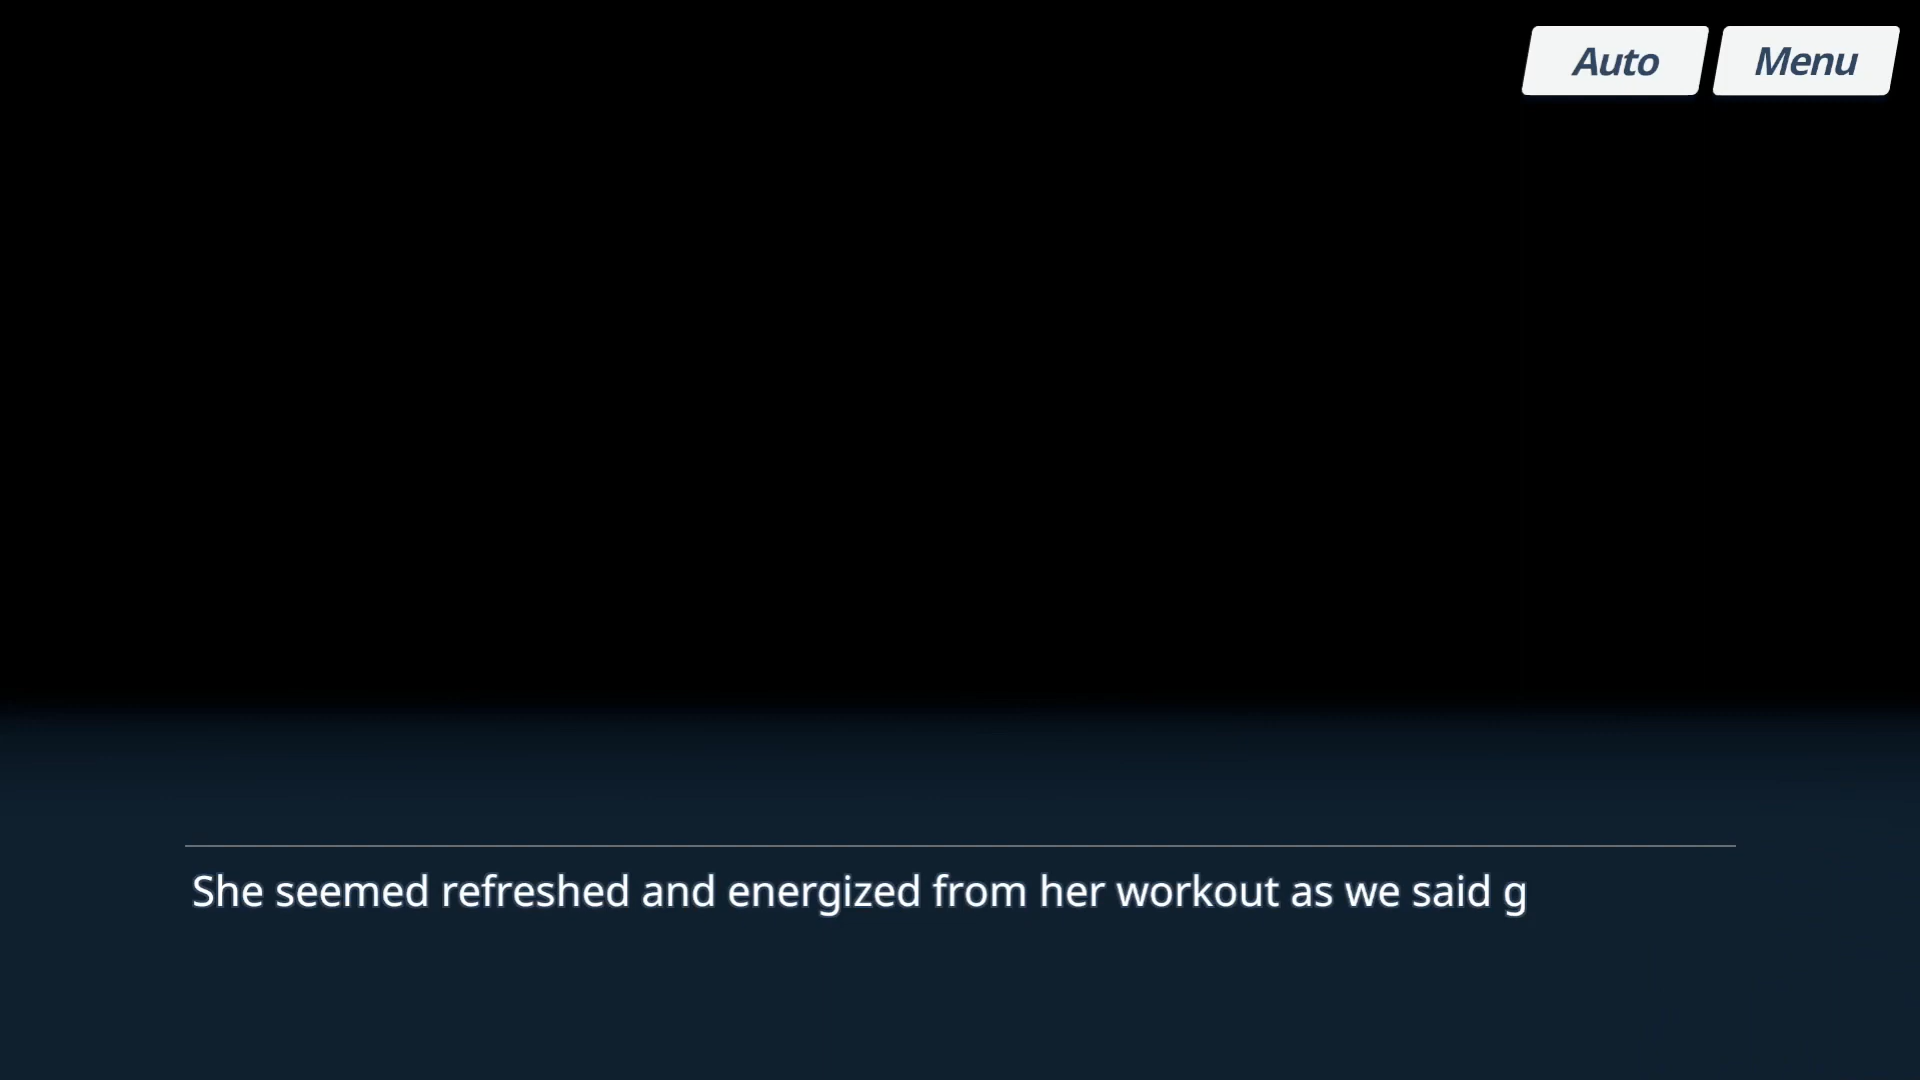 Auto Menu
She seemed refreshed and energized from her workout as we said g